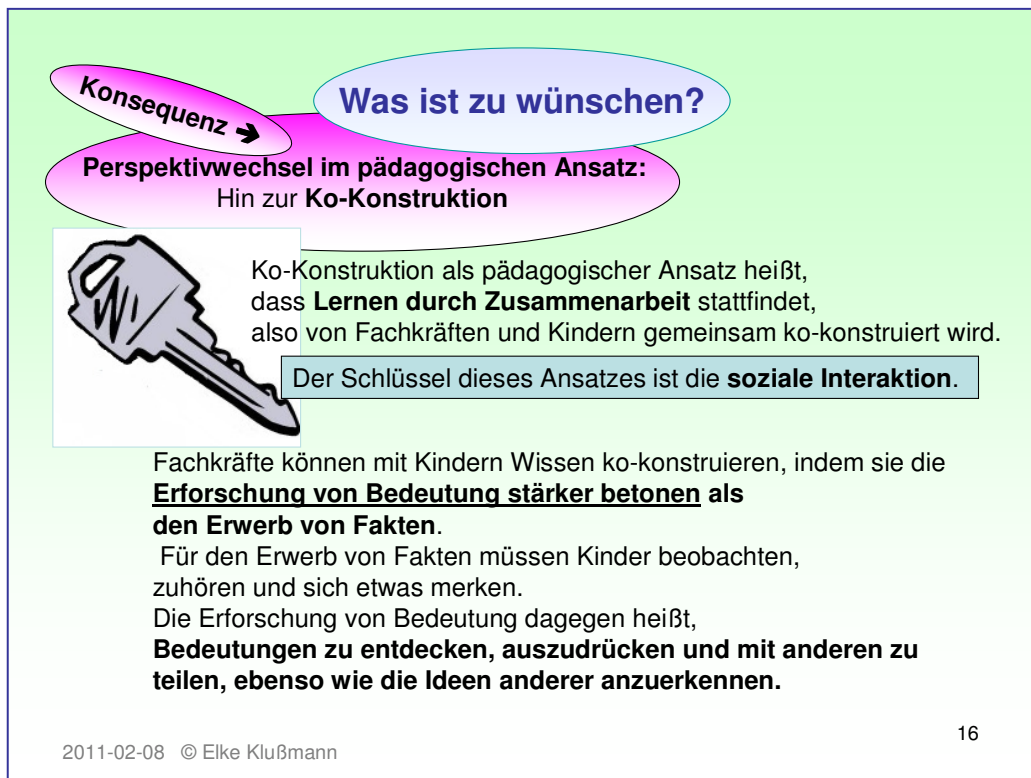 Konsequenz ➔
Was ist zu wünschen?
Perspektivwechsel im pädagogischen Ansatz:
Hin zur Ko-Konstruktion
Ko-Konstruktion als pädagogischer Ansatz heißt,
dass Lernen durch Zusammenarbeit stattfindet,
also von Fachkräften und Kindern gemeinsam ko-konstruiert wird.
Der Schlüssel dieses Ansatzes ist die soziale Interaktion.
Fachkräfte können mit Kindern Wissen ko-konstruieren, indem sie die
Erforschung von Bedeutung stärker betonen als
den Erwerb von Fakten.
Für den Erwerb von Fakten müssen Kinder beobachten,
zuhören und sich etwas merken.
Die Erforschung von Bedeutung dagegen heißt,
Bedeutungen zu entdecken, auszudrücken und mit anderen zu
teilen, ebenso wie die Ideen anderer anzuerkennen.
2011-02-08 © Elke Klußmann
16